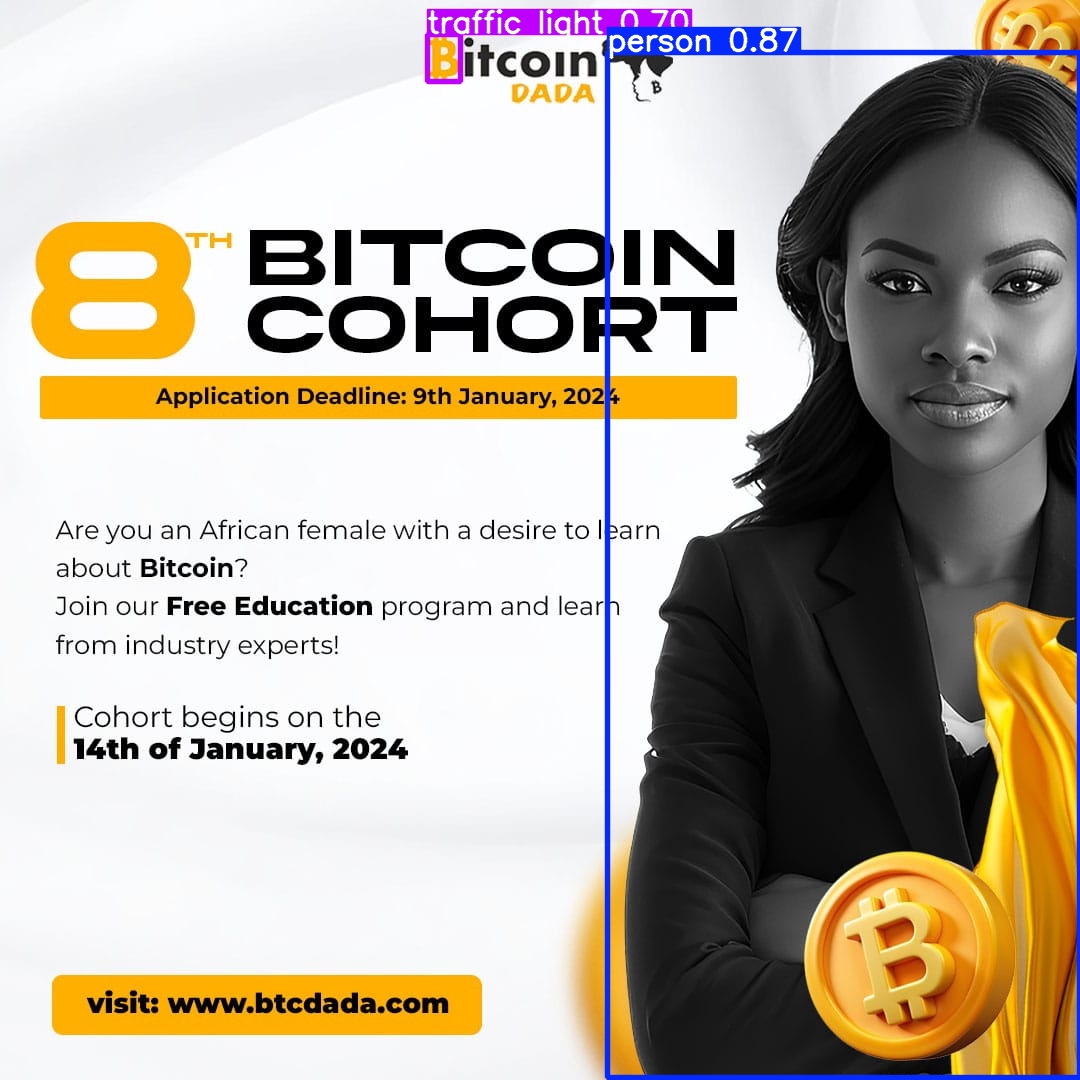 traffic light 0.70
person 0.87
Bitcoin
DADA
8TH BITCOIN
COHORT
Application Deadline: 9th January, 2024
Are you an African female with a desire to learn
about Bitcoin?
Join our Free Education program and learn
from industry experts!
Cohort begins on the
14th of January, 2024
visit: www.btcdada.com